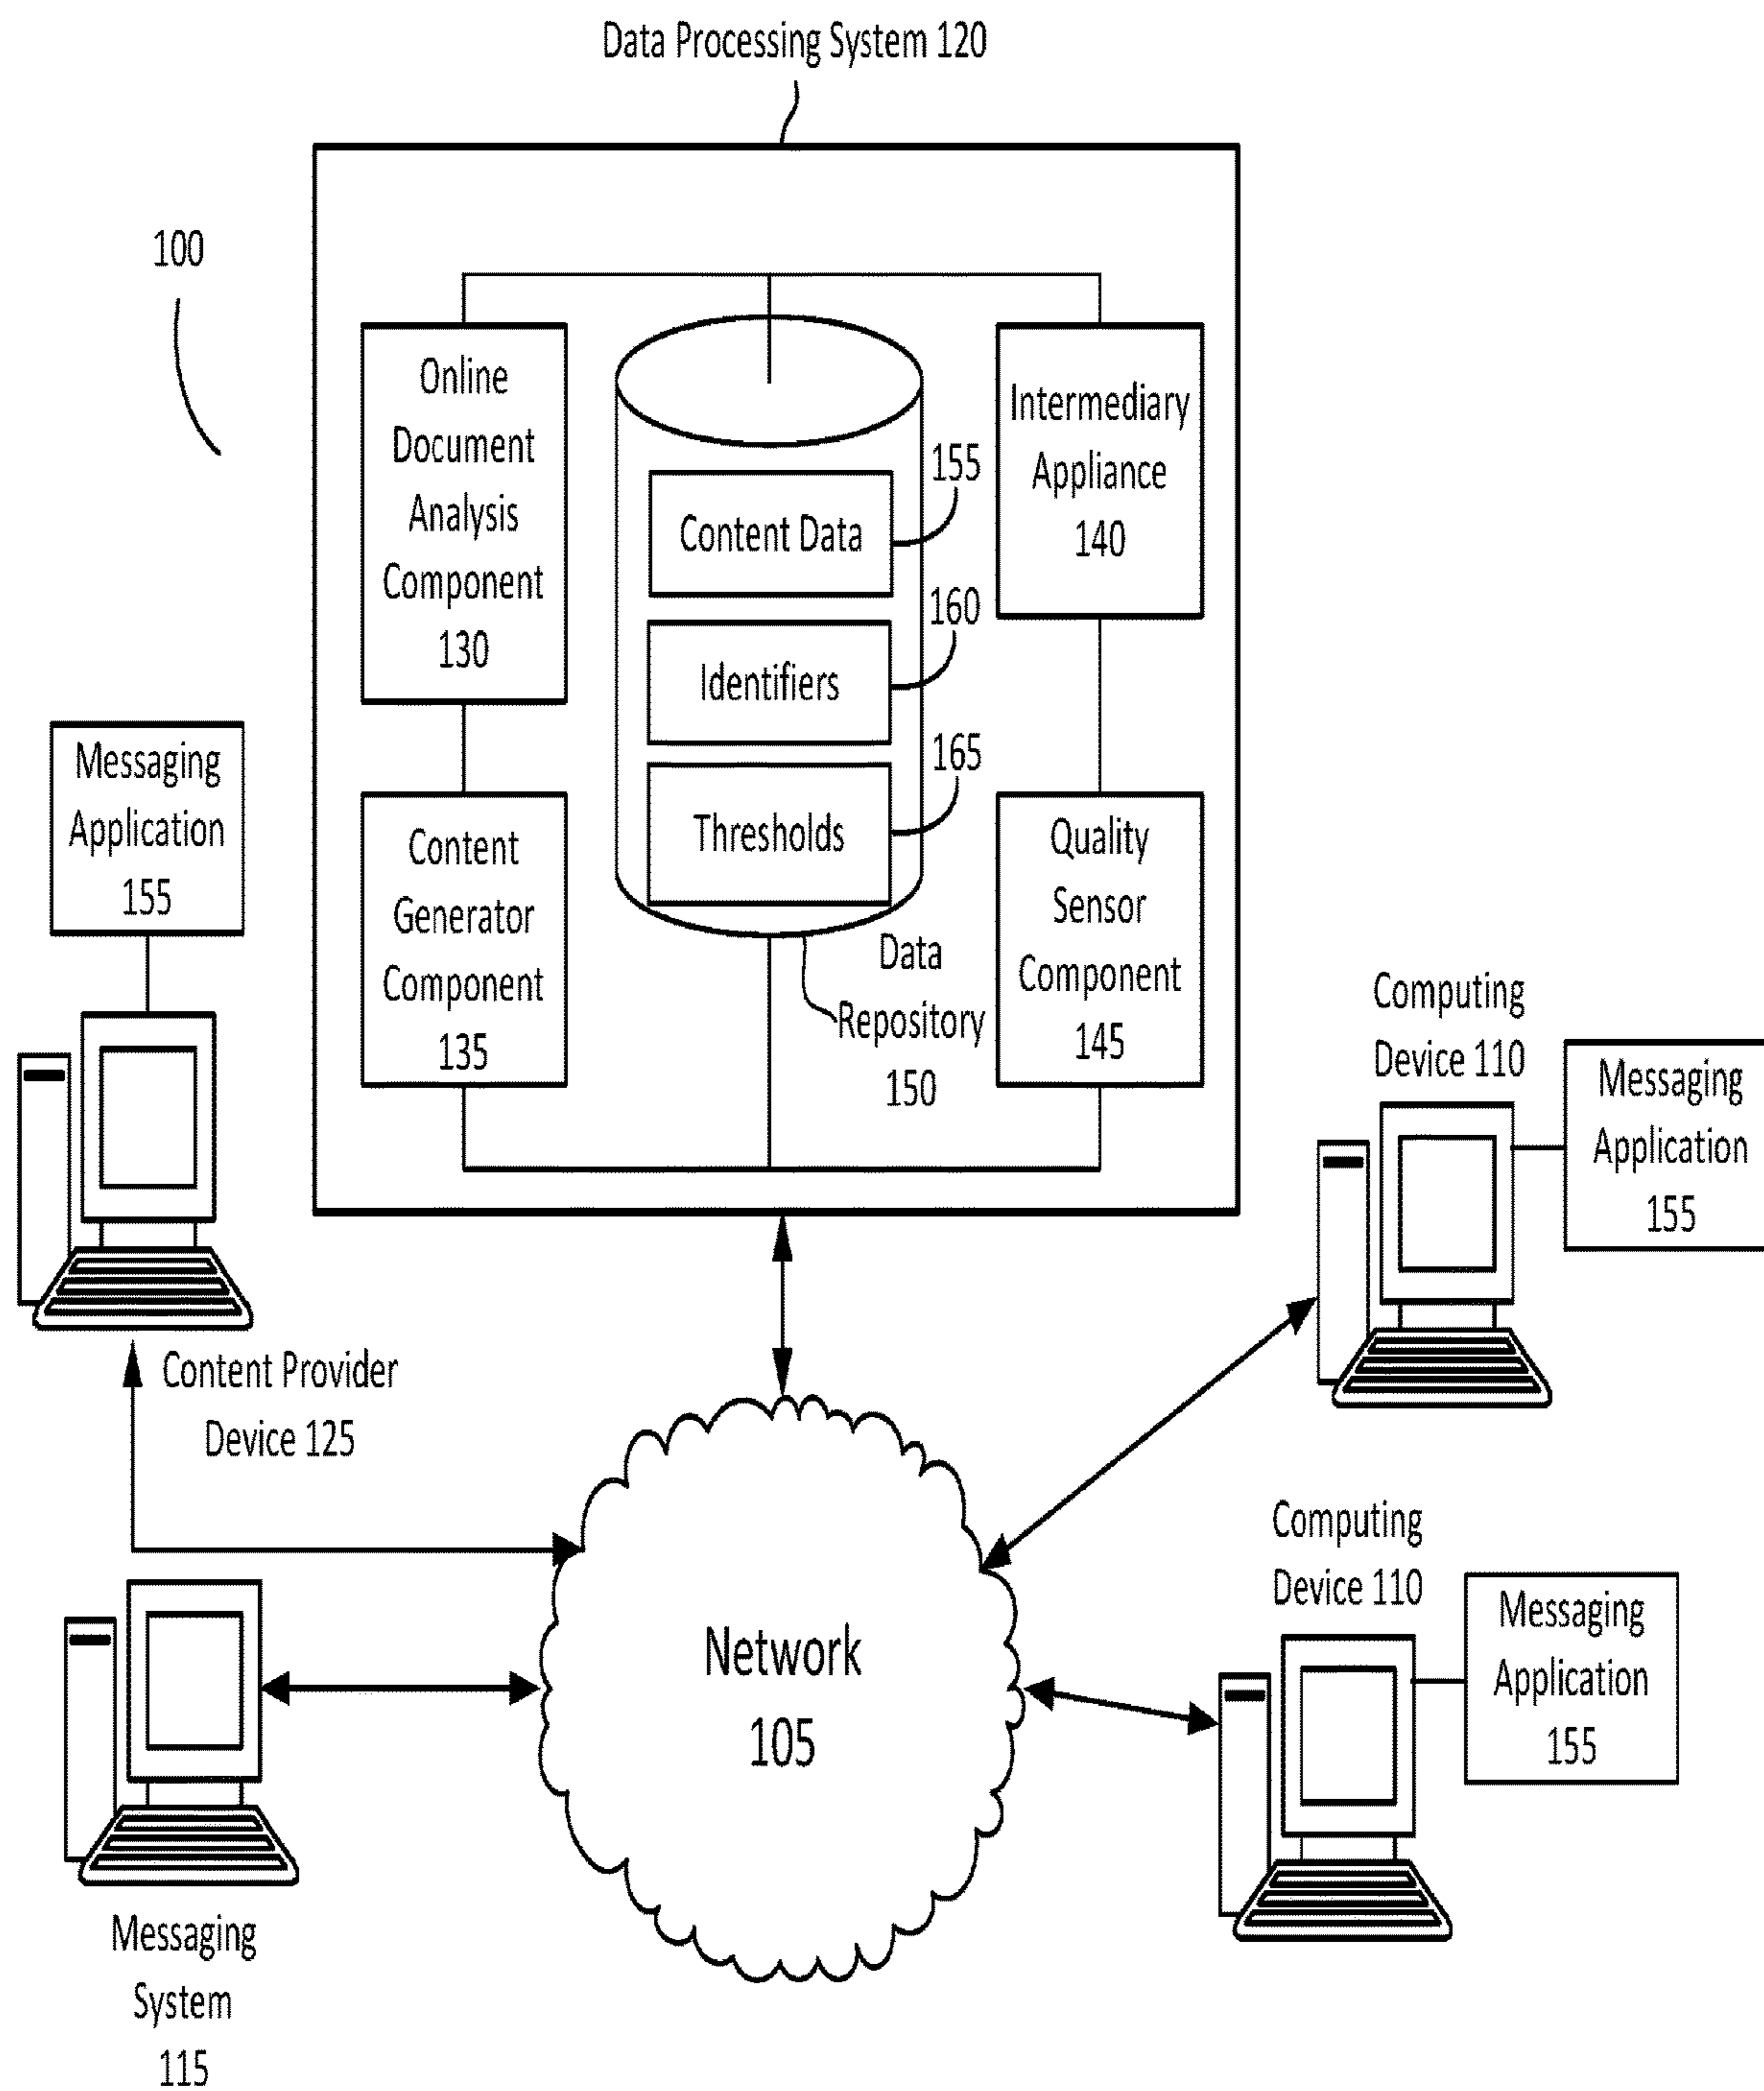 Data Processing System 120
100
Online
Document
Analysis
Component
130
Content
Generator
Component
135
Content Data
155
Identifiers
160
Thresholds
165
Data
Repository
150
Intermediary
Appliance
140
Quality
Sensor
Component
145
Messaging
Application
155
Content Provider
Device 125
Computing
Device 110
Messaging
Application
155
Network
105
Computing
Device 110
Messaging
Application
155
Messaging
System
115